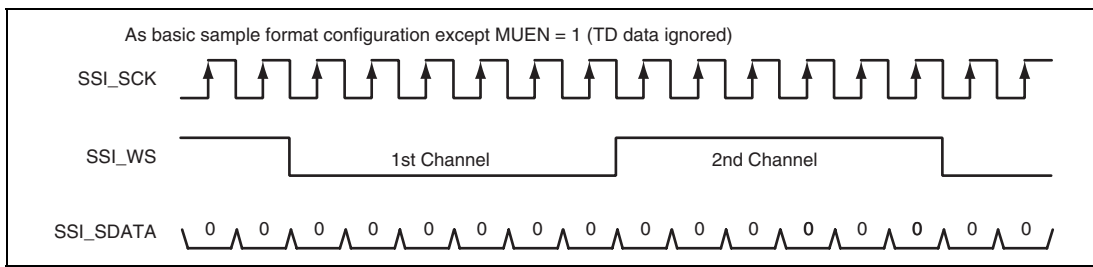 As basic sample format configuration except MUEN = 1 (TD data ignored)
SSI_SCK
SSI_WS
1st Channel
2nd Channel
SSI_SDATA
0 0 0 0 0 0 0 0 0 0 0 0 0 0 0 0